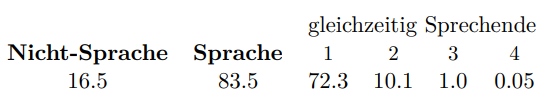 gleichzeitig Sprechende
Nicht-Sprache Sprache 1 2 3 4
16.5 83.5 72.3 10.1 1.0 0.05